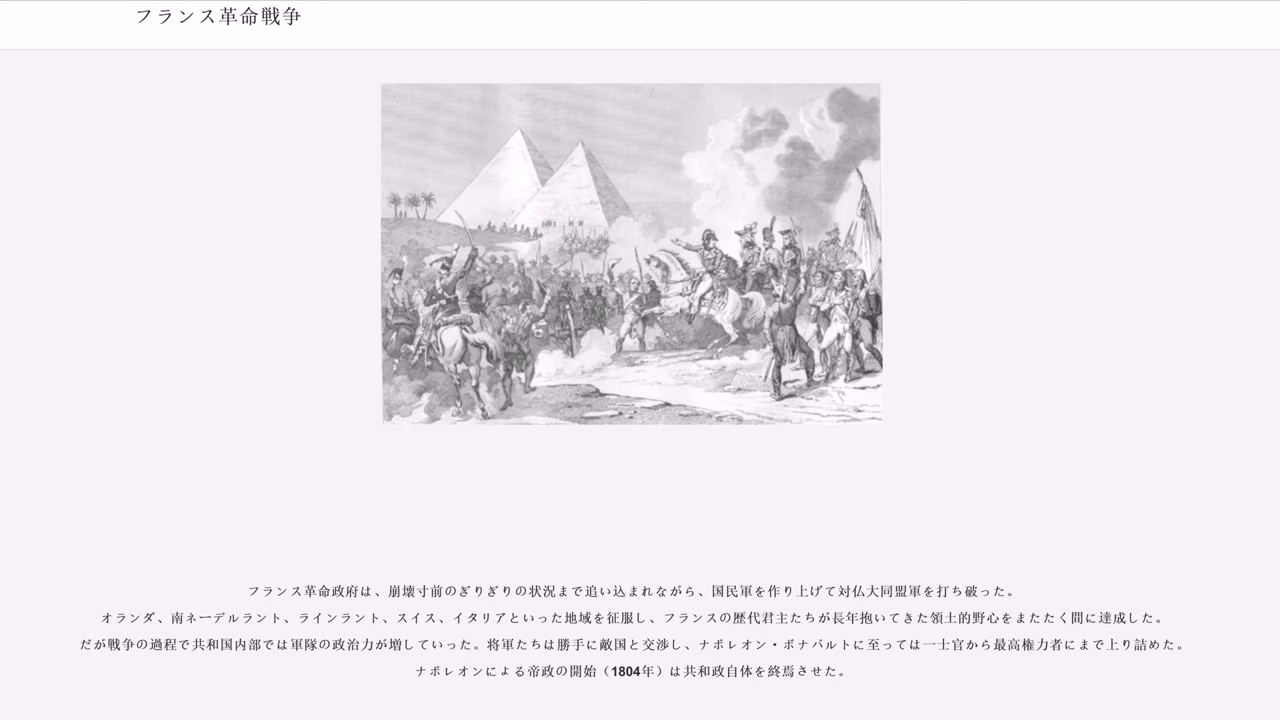 フランス革命戦争
フランス革命政府は、崩壊寸前のぎりぎりの状況まで追い込まれながら、国民軍を作り上げて対仏大同盟軍を打ち破った。
オランダ、南ネーデルラント、ラインラント、スイス、イタリアといった地域を征服し、フランスの歴代君主たちが長年抱いてきた領土的野心をまたたく間に達成した。
だが戦争の過程で共和国内部では軍隊の政治力が増していった。将軍たちは勝手に敵国と交渉し、ナポレオン・ボナパルトに至っては一士官から最高権力者にまで上り詰めた。
ナポレオンによる帝政の開始（1804年）は共和政自体を終焉させた。